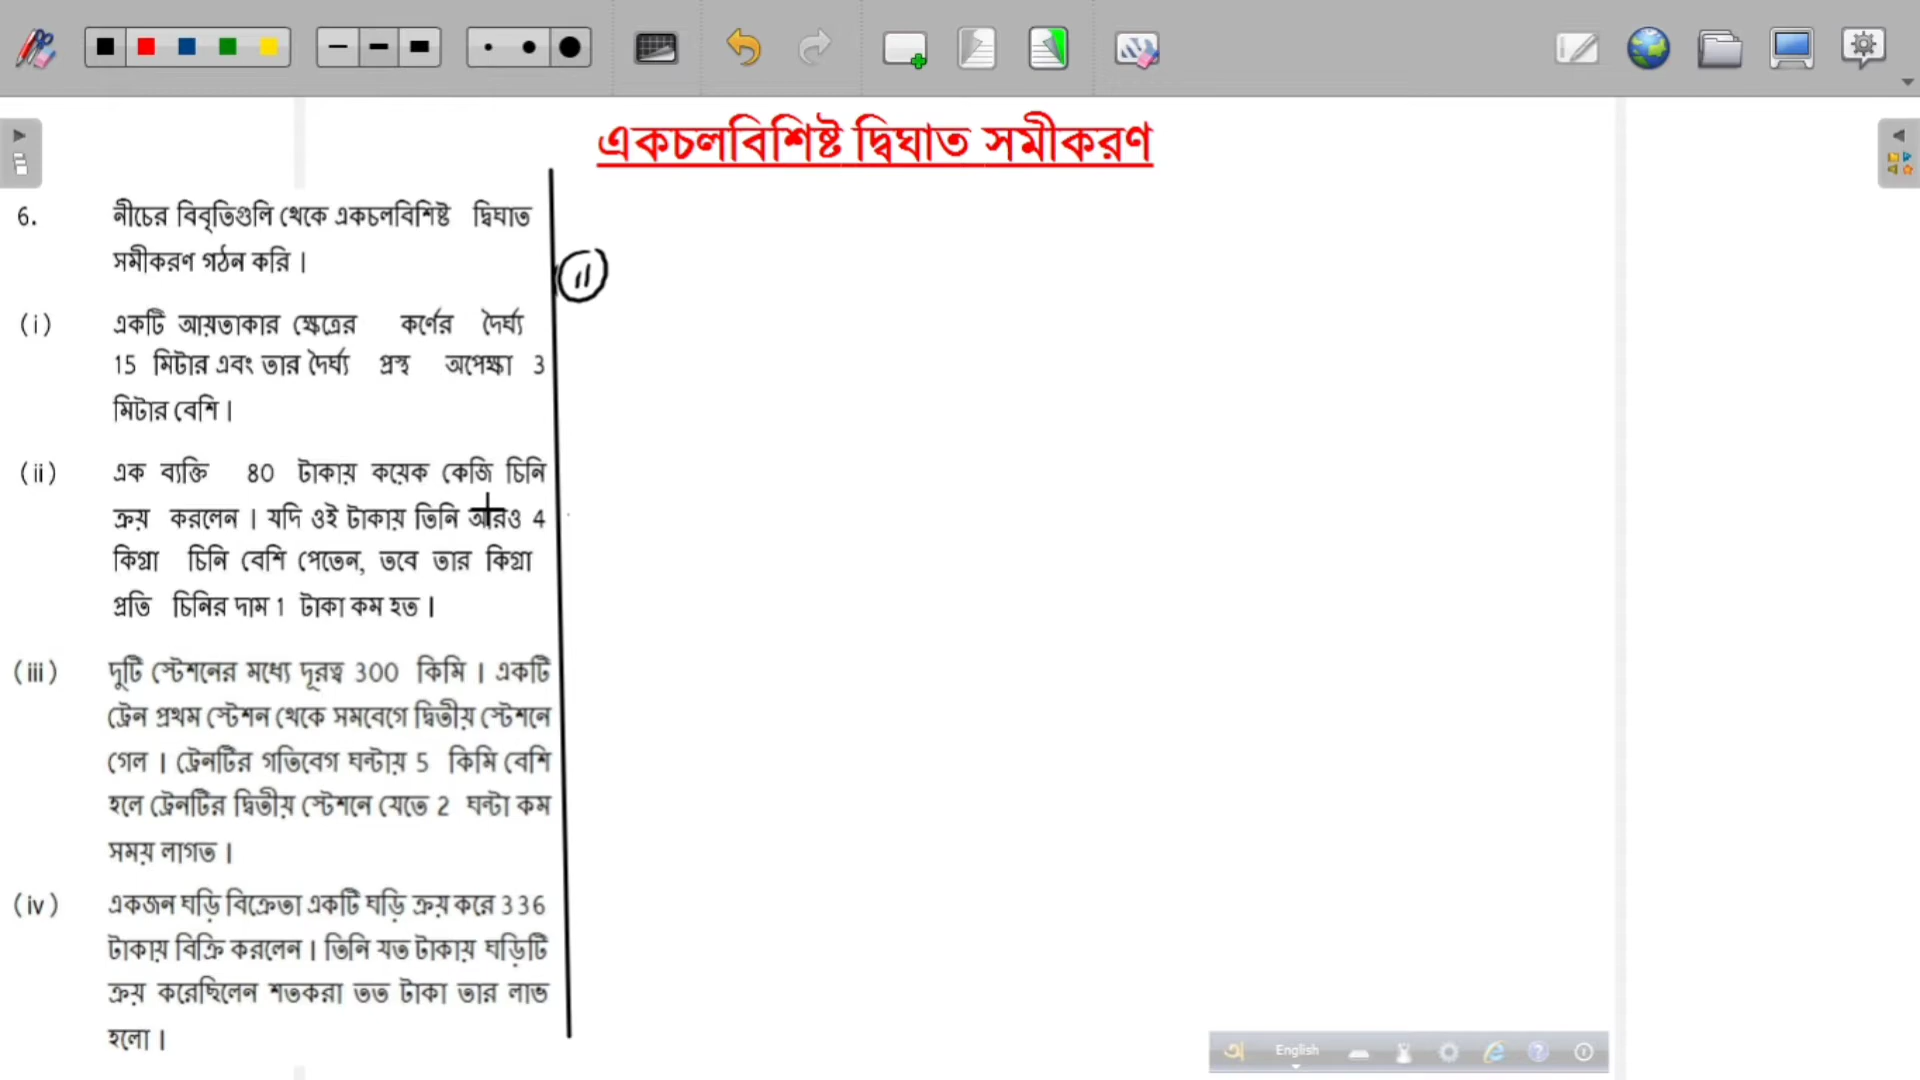 একচলবিশিষ্ট দ্বিঘাত সমীকরণ
6. নীচের বিবৃতিগুলি থেকে একচলবিশিষ্ট দ্বিঘাত
সমীকরণ গঠন করি।
(i) একটি আয়তাকার ক্ষেত্রের কর্ণের দৈর্ঘ্য
15 মিটার এবং তার দৈর্ঘ্য প্রস্থ অপেক্ষা 3
মিটার বেশি।
(ii) এক ব্যক্তি 80 টাকায় কয়েক কেজি চিনি
ক্রয় করলেন। যদি ওই টাকায় তিনি আরও 4
কিগ্রা চিনি বেশি পেতেন, তবে তার কিগ্রা
প্রতি চিনির দাম 1 টাকা কম হত।
(iii) দুটি স্টেশনের মধ্যে দূরত্ব 300 কিমি। একটি
ট্রেন প্রথম স্টেশন থেকে সমবেগে দ্বিতীয় স্টেশনে
গেল। ট্রেনটির গতিবেগ ঘন্টায় 5 কিমি বেশি
হলে ট্রেনটির দ্বিতীয় স্টেশনে যেতে 2 ঘন্টা কম
সময় লাগত।
(iv) একজন ঘড়ি বিক্রেতা একটি ঘড়ি ক্রয় করে 336
টাকায় বিক্রি করলেন। তিনি যত টাকায় ঘড়িটি
ক্রয় করেছিলেন শতকরা তত টাকা তার লাভ
হলো।
11
অ English